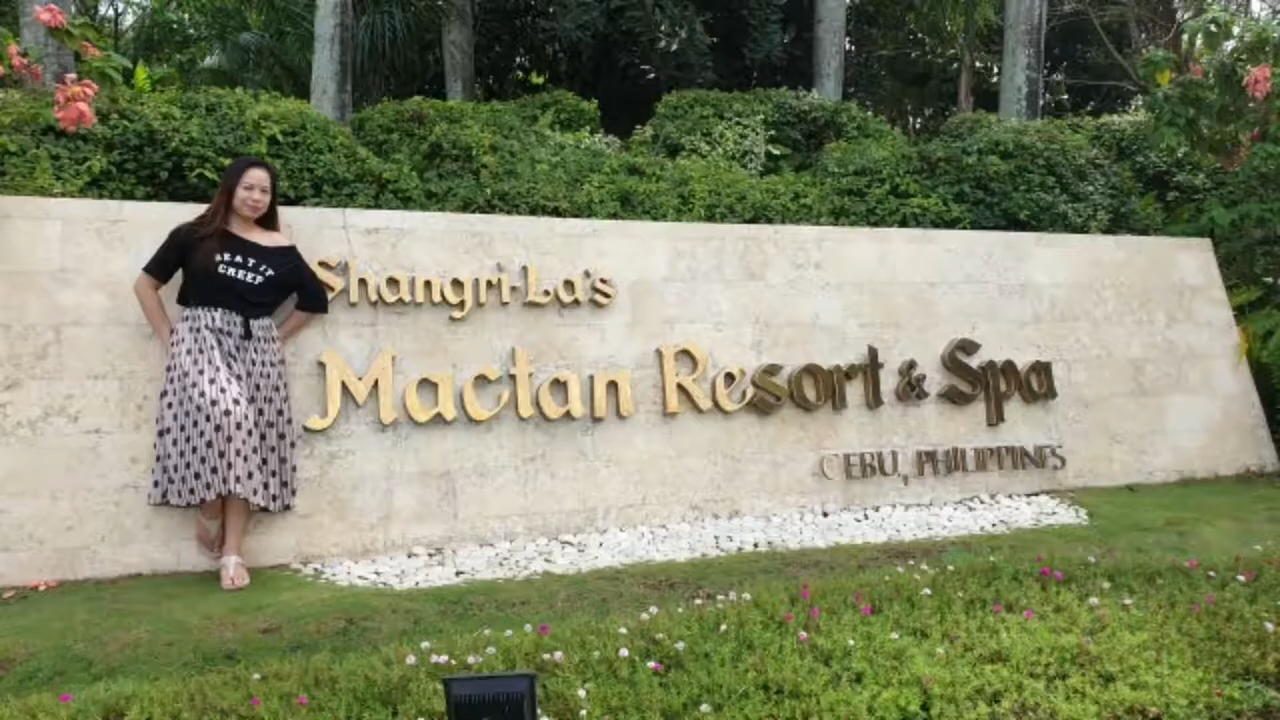 BEAT IT
CREEP
Shangri-La's
Mactan Resort & Spa
CEBU, PHILIPPINES